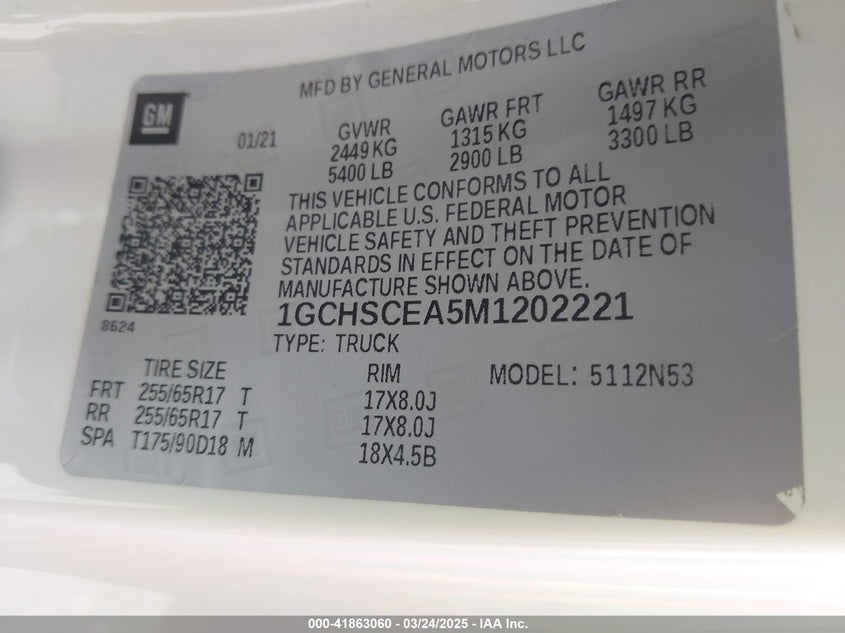 MFD BY GENERAL MOTORS LLC
GM
01/21
GVWR
2449 KG
5400 LB
GAWR FRT
1315 KG
2900 LB
GAWR RR
1497 KG
3300 LB
THIS VEHICLE CONFORMS TO ALL
APPLICABLE U.S. FEDERAL MOTOR
VEHICLE SAFETY AND THEFT PREVENTION
STANDARDS IN EFFECT ON THE DATE OF
MANUFACTURE SHOWN ABOVE.
8624
1GCHSCEA5M1202221
TYPE: TRUCK
TIRE SIZE RIM MODEL: 5112N53
FRT 255/65R17 T 17X8.0J
RR 255/65R17 T 17X8.0J
SPA T175/90D18 M 18X4.5B
000-41863060 - 03/24/2025 - IAA Inc.